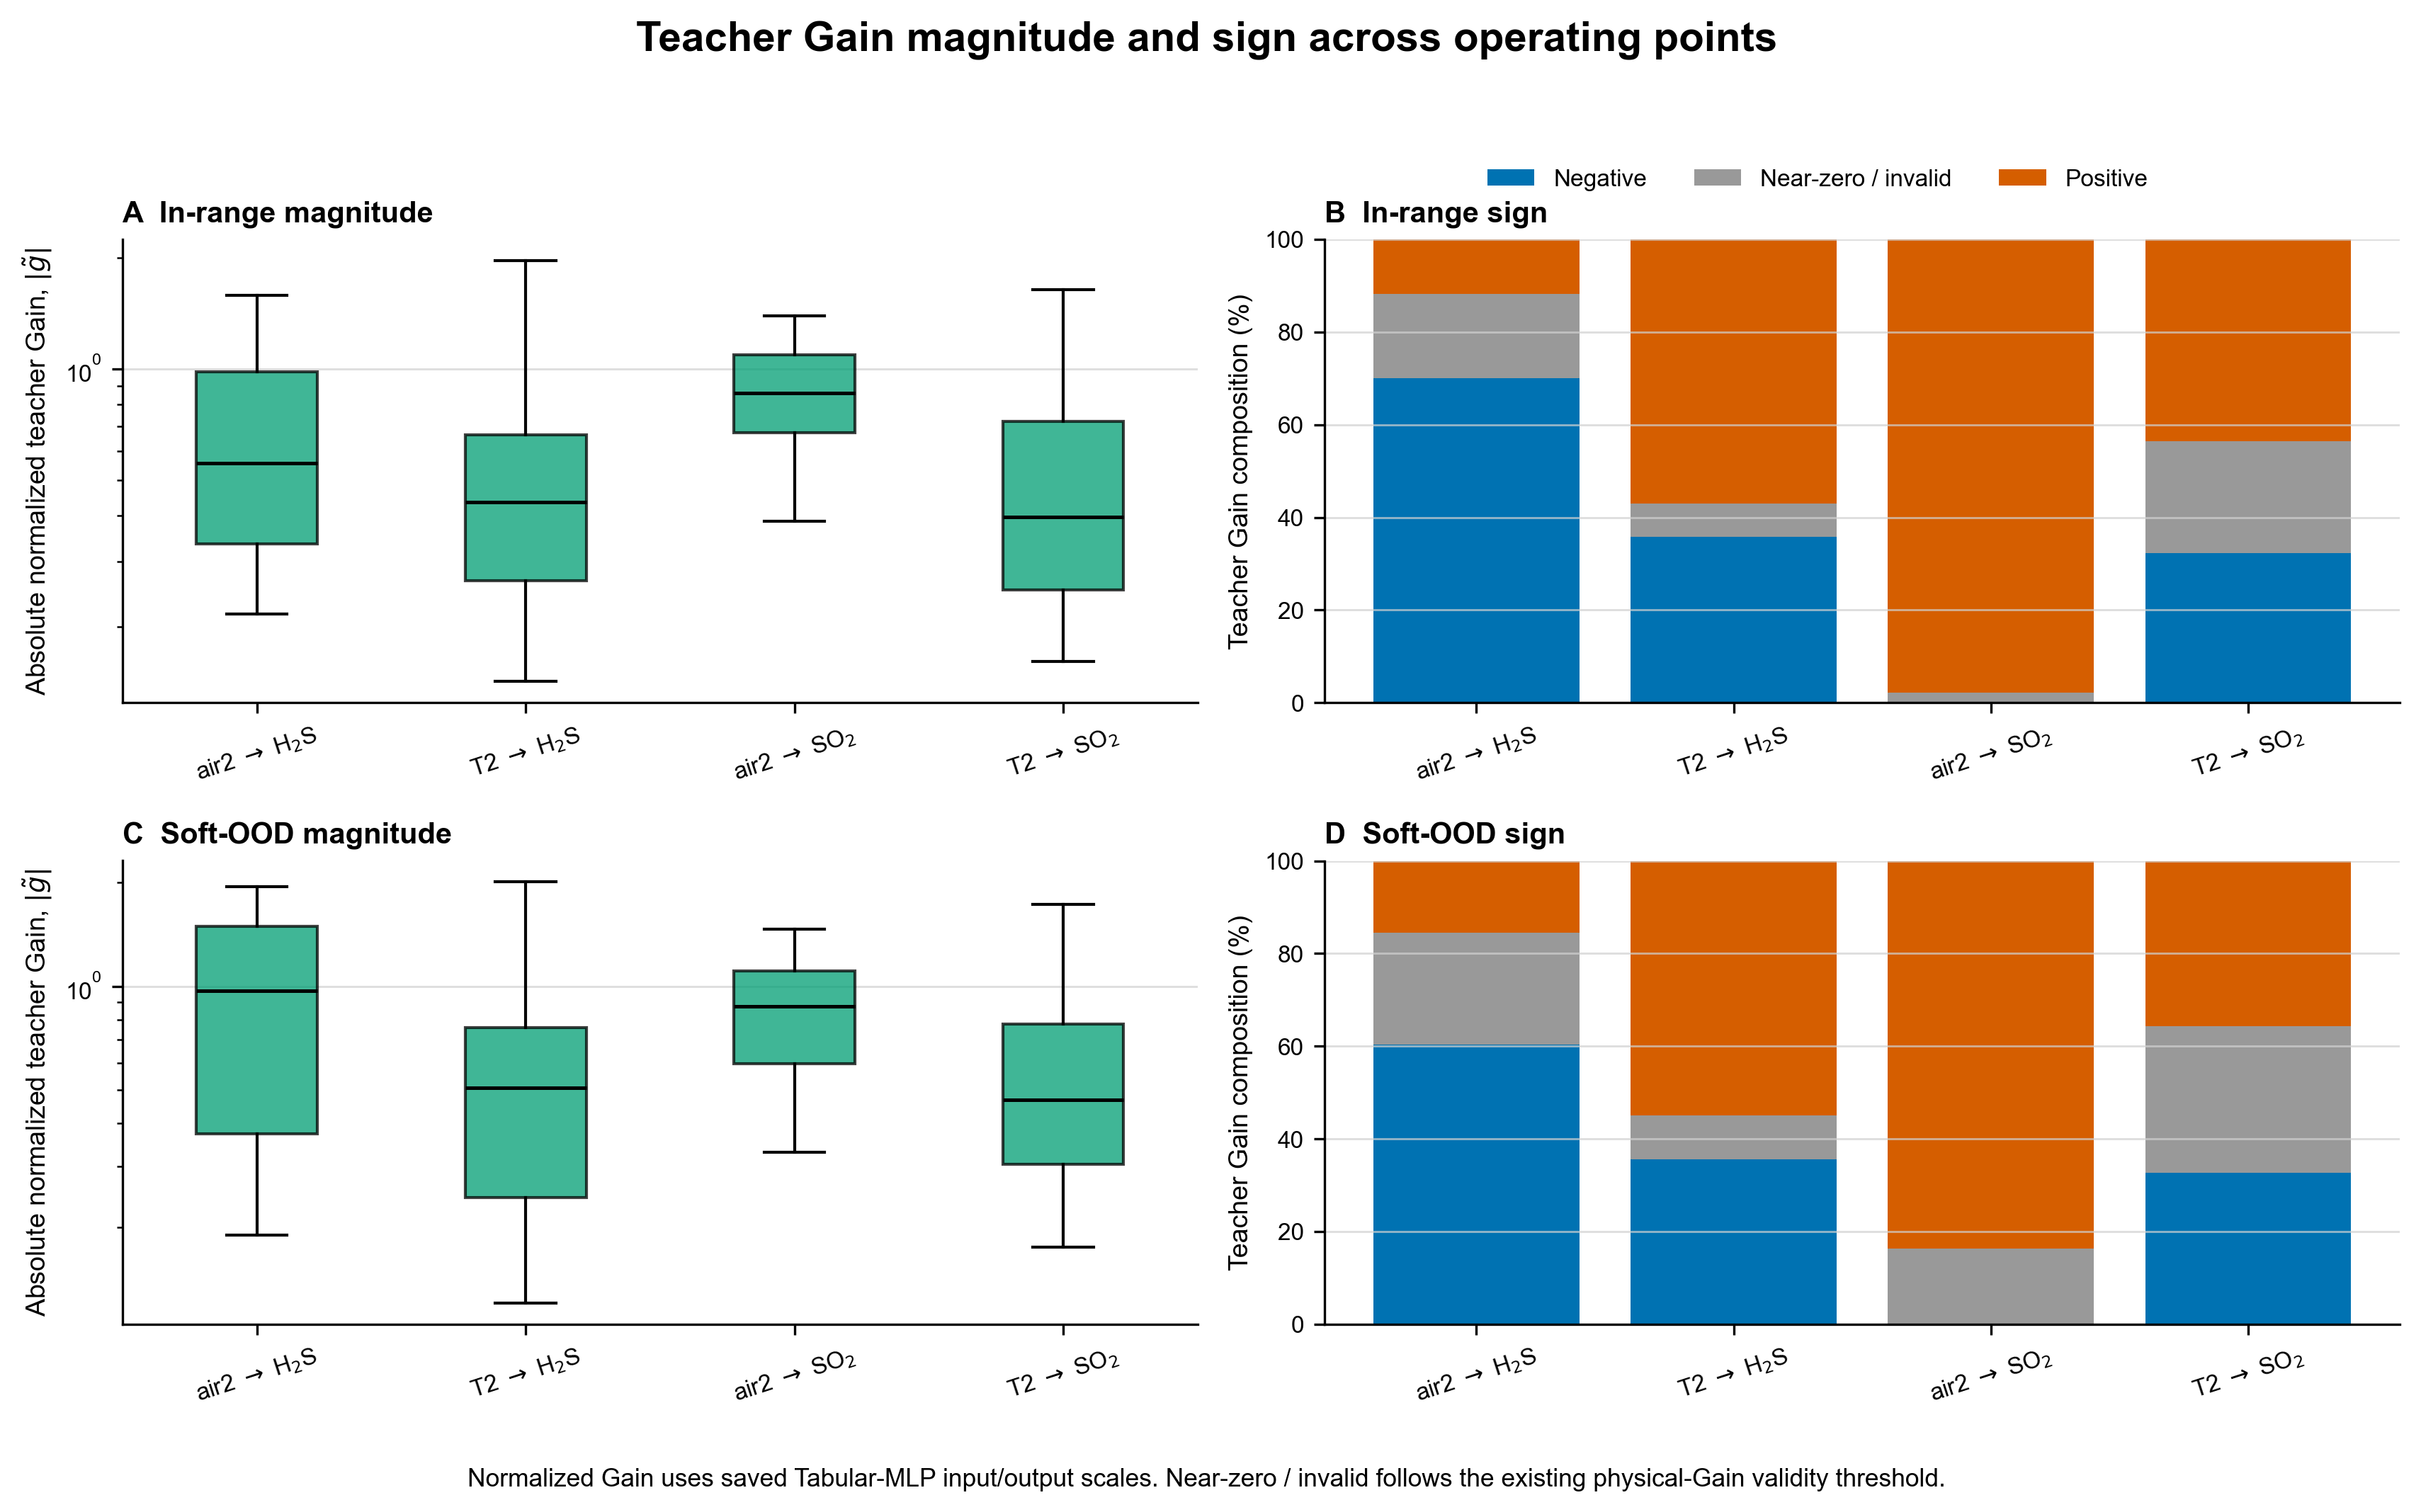 Teacher Gain magnitude and sign across operating points
Negative
Near-zero / invalid
Positive
A In-range magnitude
Absolute normalized teacher Gain, |g̃|
10⁰
air2 → H₂S
T2 → H₂S
air2 → SO₂
T2 → SO₂
B In-range sign
Teacher Gain composition (%)
100
80
60
40
20
0
air2 → H₂S
T2 → H₂S
air2 → SO₂
T2 → SO₂
C Soft-OOD magnitude
Absolute normalized teacher Gain, |g̃|
10⁰
air2 → H₂S
T2 → H₂S
air2 → SO₂
T2 → SO₂
D Soft-OOD sign
Teacher Gain composition (%)
100
80
60
40
20
0
air2 → H₂S
T2 → H₂S
air2 → SO₂
T2 → SO₂
Normalized Gain uses saved Tabular-MLP input/output scales. Near-zero / invalid follows the existing physical-Gain validity threshold.